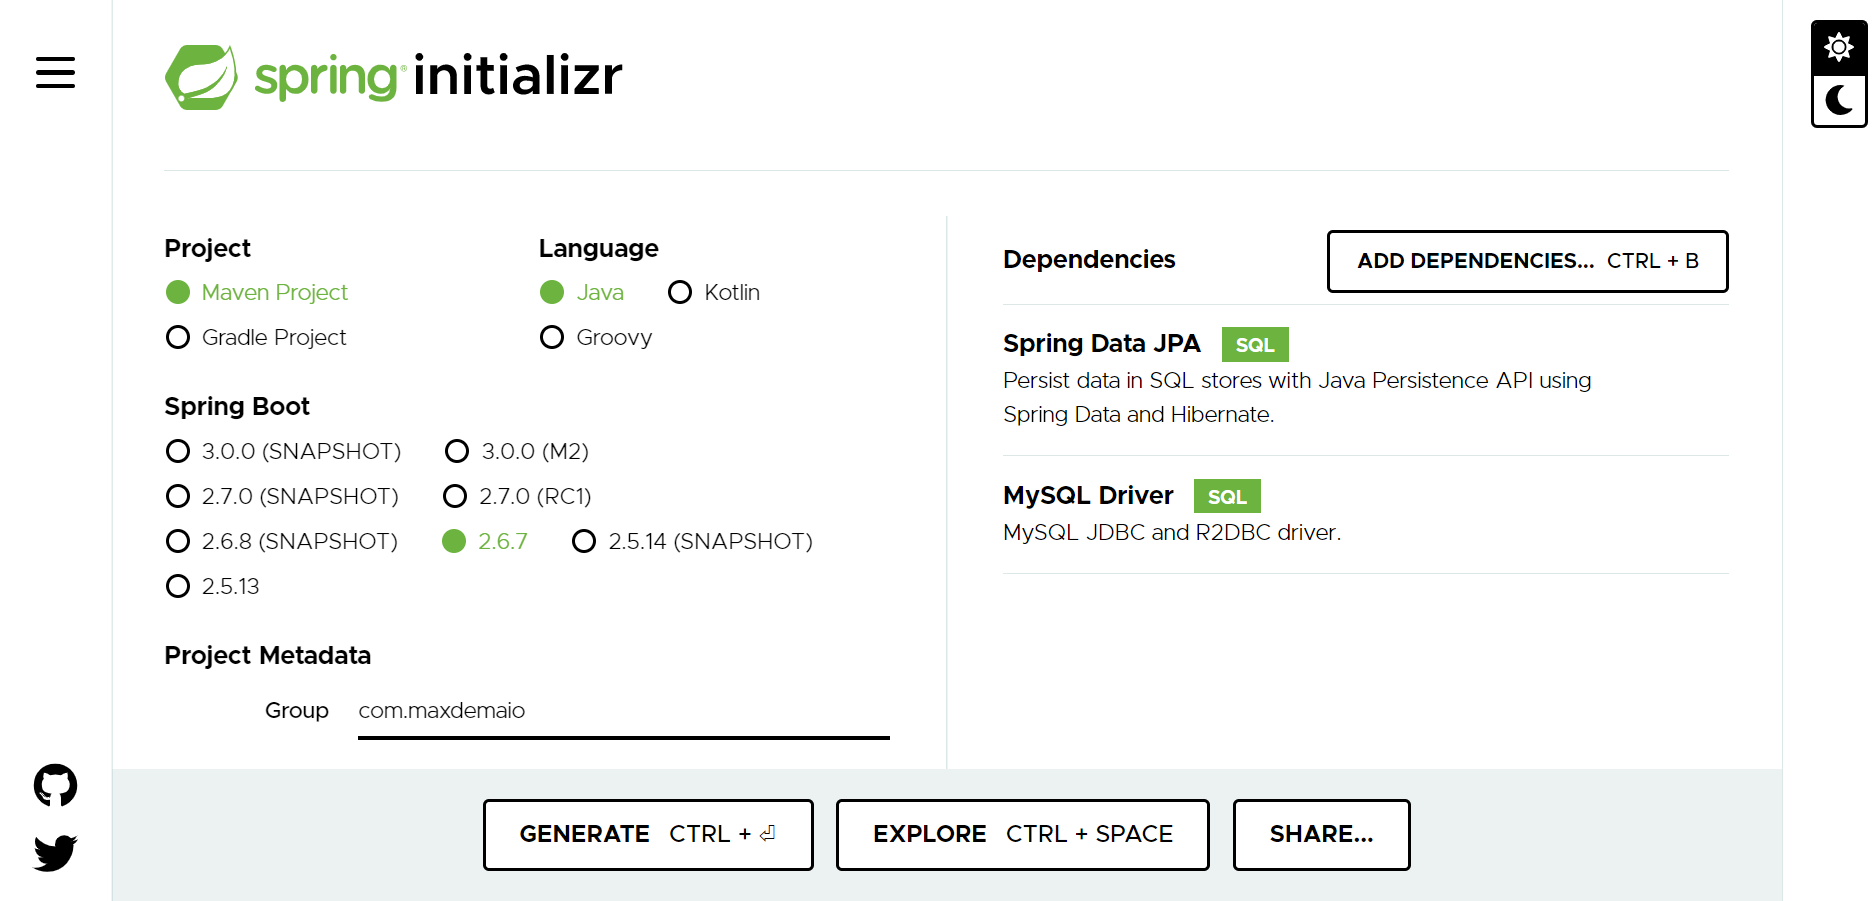 spring initializr
Project
Maven Project
Gradle Project
Language
Java Kotlin
Groovy
Spring Boot
3.0.0 (SNAPSHOT) 3.0.0 (M2)
2.7.0 (SNAPSHOT) 2.7.0 (RC1)
2.6.8 (SNAPSHOT) 2.6.7 2.5.14 (SNAPSHOT)
2.5.13
Project Metadata
Group com.maxdemaio
Dependencies
ADD DEPENDENCIES... CTRL + B
Spring Data JPA SQL
Persist data in SQL stores with Java Persistence API using
Spring Data and Hibernate.
MySQL Driver SQL
MySQL JDBC and R2DBC driver.
GENERATE CTRL + ⏎
EXPLORE CTRL + SPACE
SHARE...